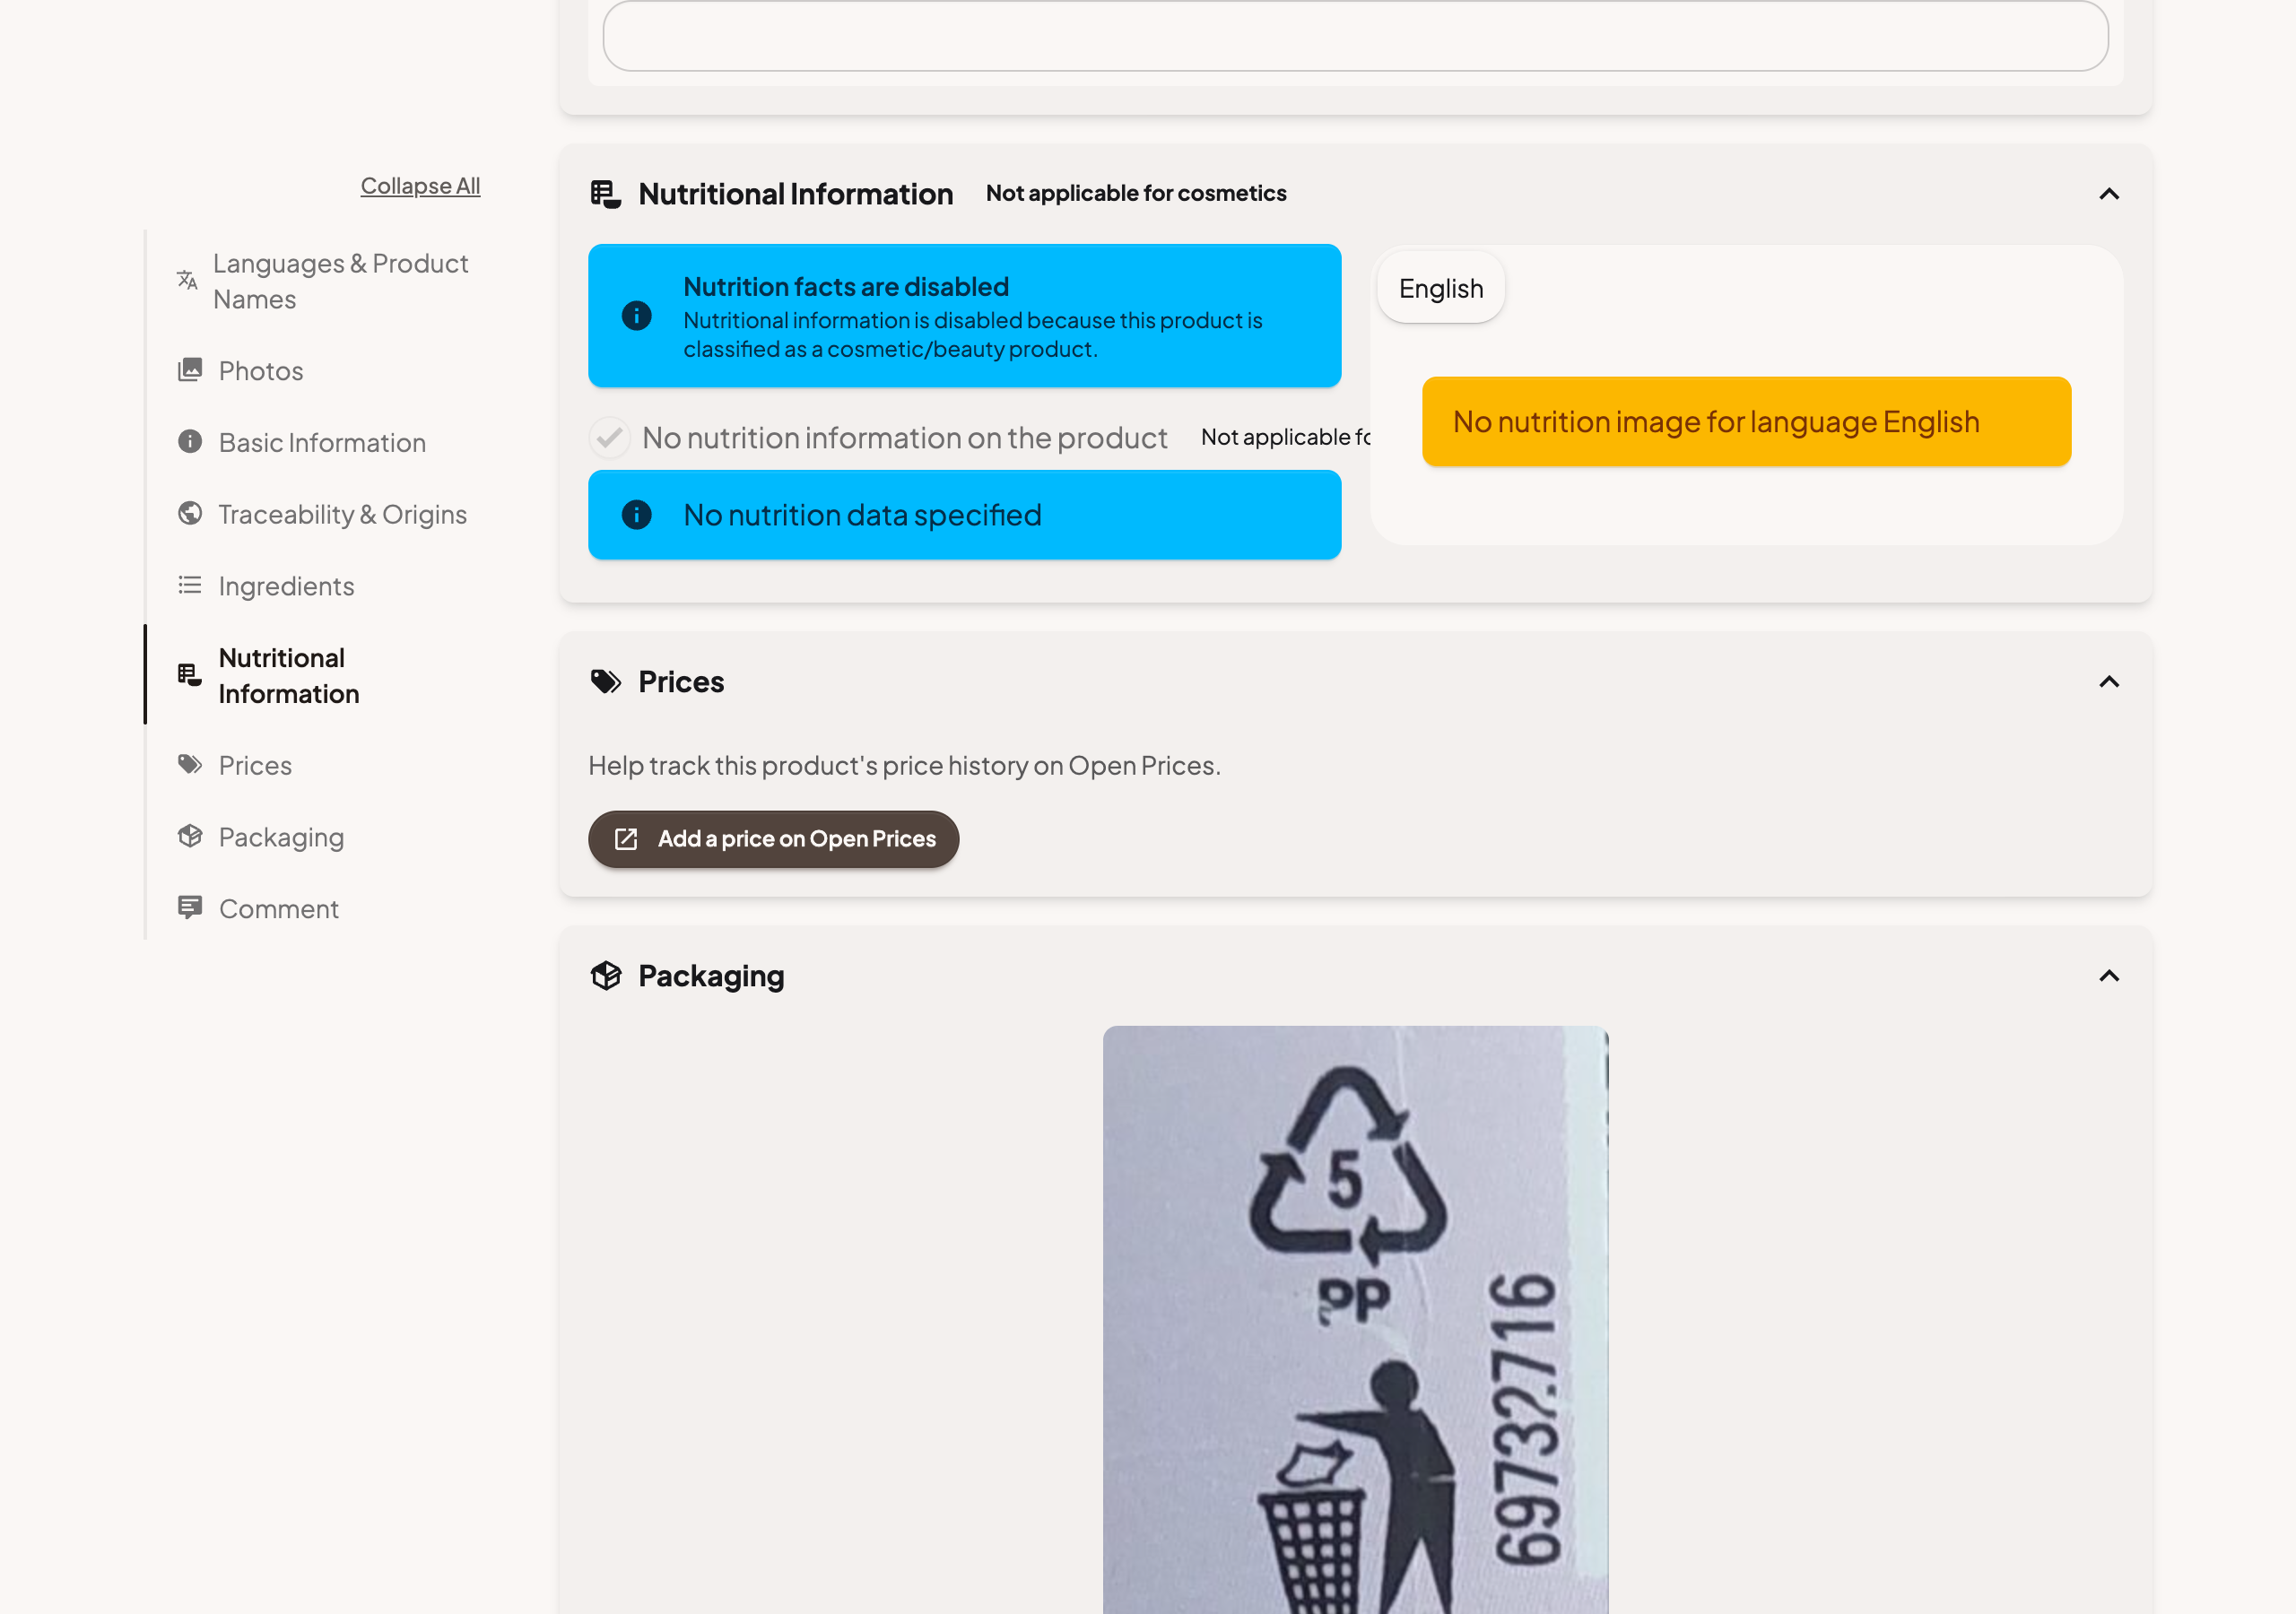 Collapse All
Languages & Product
Names
Photos
Basic Information
Traceability & Origins
Ingredients
Nutritional
Information
Prices
Packaging
Comment
Nutritional Information Not applicable for cosmetics
Nutrition facts are disabled
Nutritional information is disabled because this product is
classified as a cosmetic/beauty product.
No nutrition information on the product Not applicable fo
No nutrition data specified
English
No nutrition image for language English
Prices
Help track this product's price history on Open Prices.
Add a price on Open Prices
Packaging
5
PP